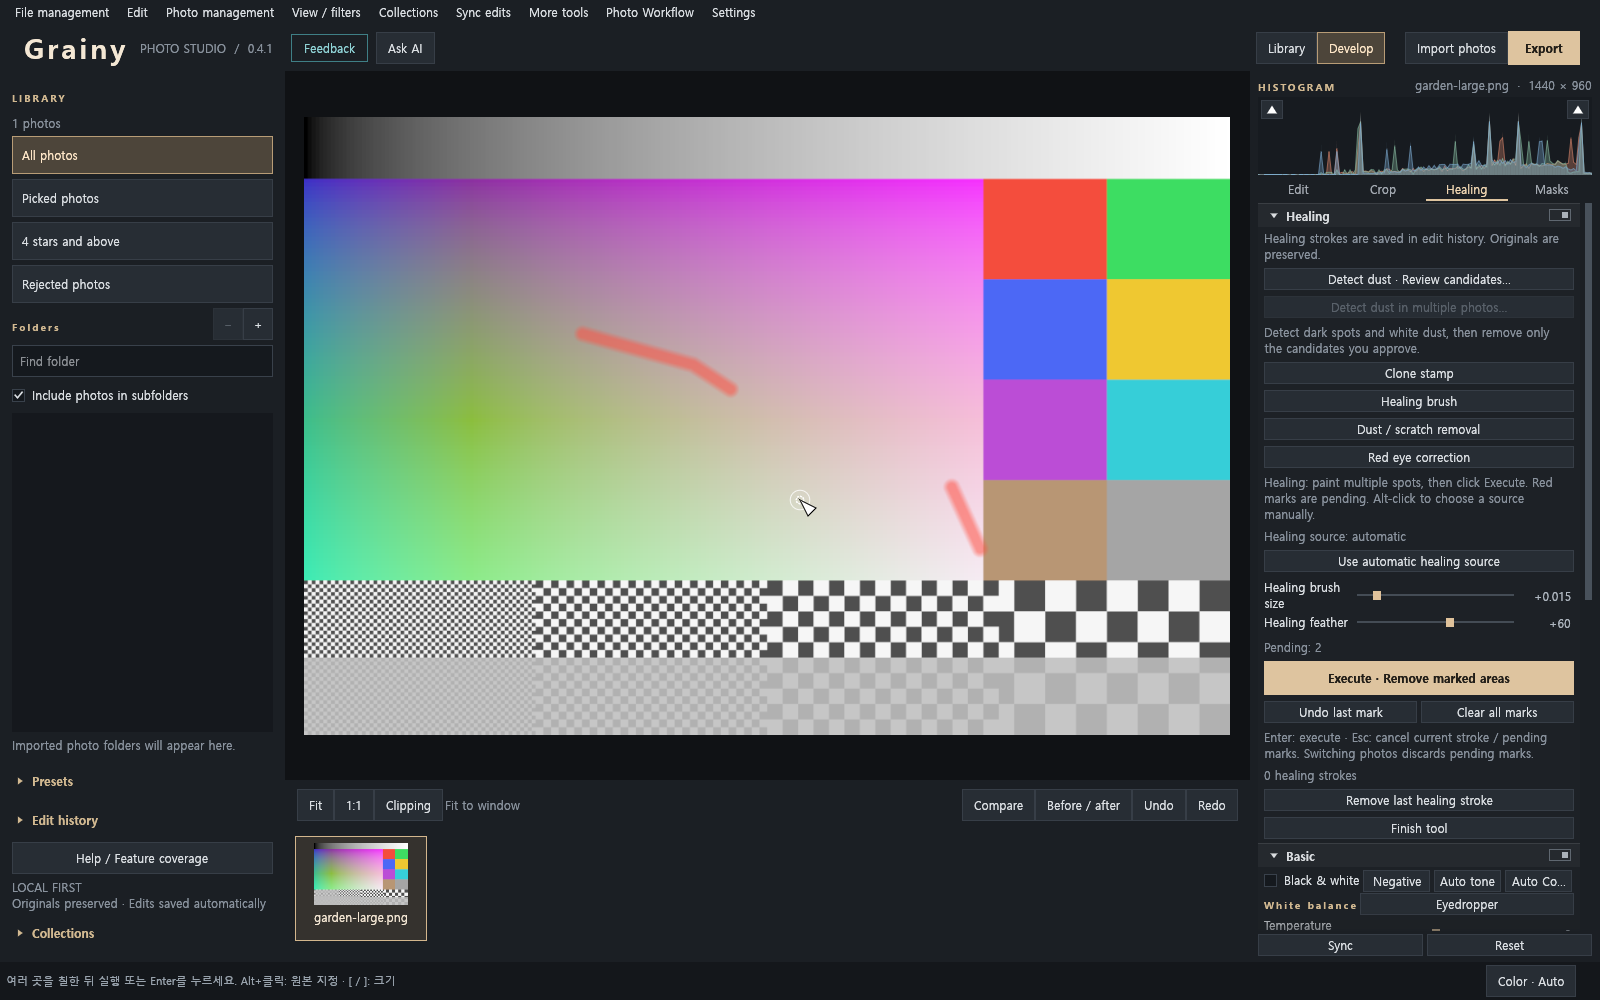 File management Edit Photo management View / filters Collections Sync edits More tools Photo Workflow Settings
Grainy PHOTO STUDIO / 0.4.1 Feedback Ask AI Library Develop Import photos Export
LIBRARY
1 photos
All photos
Picked photos
4 stars and above
Rejected photos
Folders − +
Find folder
Include photos in subfolders
Imported photo folders will appear here.
Presets
Edit history
Help / Feature coverage
LOCAL FIRST
Originals preserved · Edits saved automatically
Collections
Fit 1:1 Clipping Fit to window Compare Before / after Undo Redo
garden-large.png
HISTOGRAM garden-large.png · 1440 × 960
Edit Crop Healing Masks
Healing
Healing strokes are saved in edit history. Originals are
preserved.
Detect dust · Review candidates...
Detect dust in multiple photos...
Detect dark spots and white dust, then remove only
the candidates you approve.
Clone stamp
Healing brush
Dust / scratch removal
Red eye correction
Healing: paint multiple spots, then click Execute. Red
marks are pending. Alt-click to choose a source
manually.
Healing source: automatic
Use automatic healing source
Healing brush
size +0.015
Healing feather +60
Pending: 2
Execute · Remove marked areas
Undo last mark Clear all marks
Enter: execute · Esc: cancel current stroke / pending
marks. Switching photos discards pending marks.
0 healing strokes
Remove last healing stroke
Finish tool
Basic
Black & white Negative Auto tone Auto Co...
White balance Eyedropper
Temperature
Sync Reset
여러 곳을 칠한 뒤 실행 또는 Enter를 누르세요. Alt+클릭: 원본 지정 · [ / ]: 크기
Color · Auto